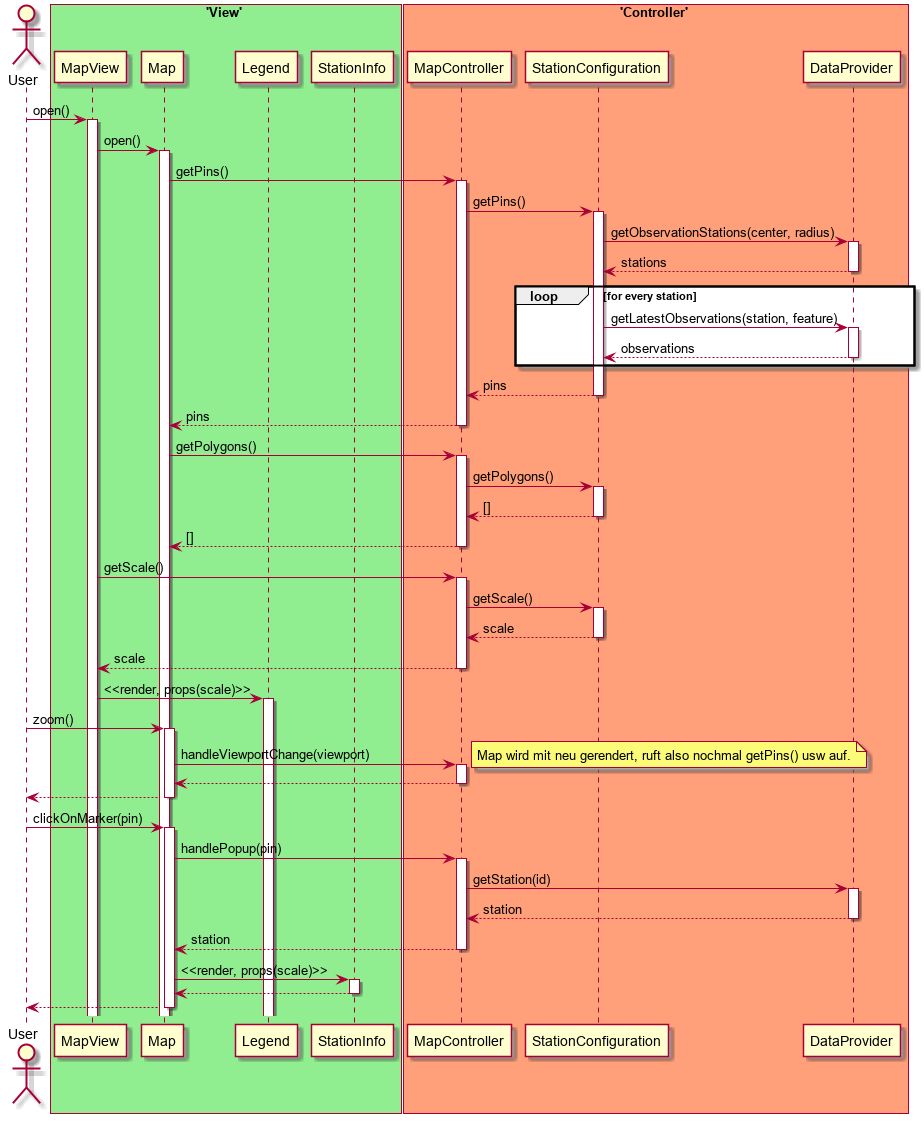 'View'
'Controller'
User
MapView
Map
Legend
StationInfo
MapController
StationConfiguration
DataProvider
open()
open()
getPins()
getPins()
getObservationStations(center, radius)
stations
loop
[for every station]
getLatestObservations(station, feature)
observations
pins
pins
getPolygons()
getPolygons()
[]
[]
getScale()
getScale()
scale
scale
<<render, props(scale)>>
zoom()
handleViewportChange(viewport)
Map wird mit neu gerendert, ruft also nochmal getPins() usw auf.
clickOnMarker(pin)
handlePopup(pin)
getStation(id)
station
station
<<render, props(scale)>>
User
MapView
Map
Legend
StationInfo
MapController
StationConfiguration
DataProvider